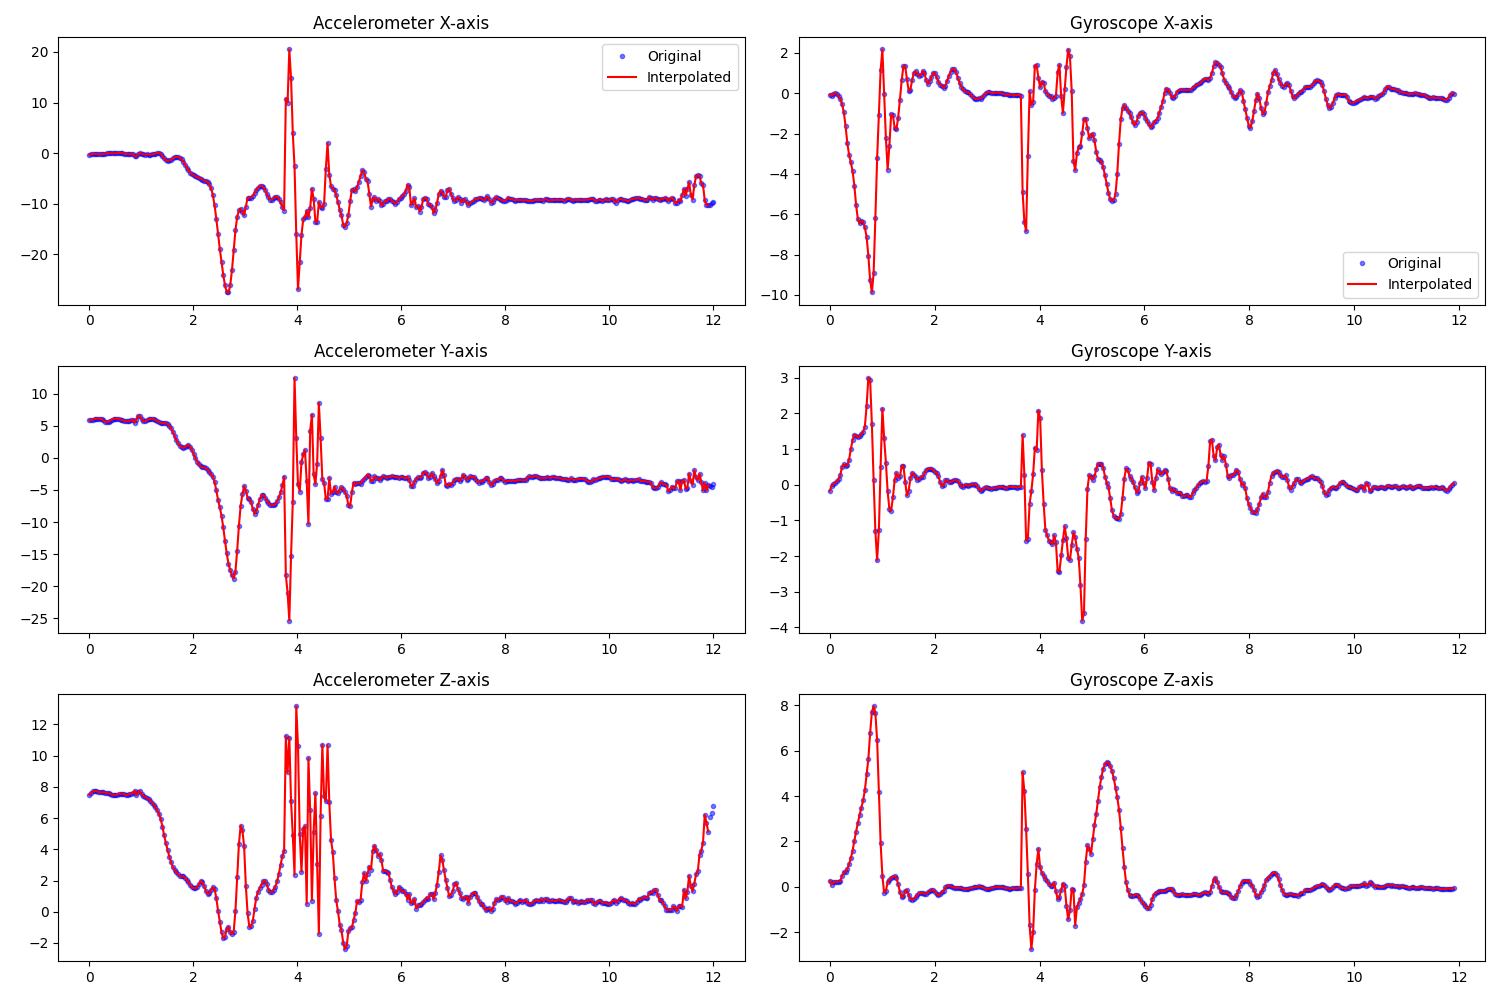 Accelerometer X-axis
20
10
0
−10
−20
0 2 4 6 8 10 12
Original
Interpolated
Gyroscope X-axis
2
0
−2
−4
−6
−8
−10
0 2 4 6 8 10 12
Original
Interpolated
Accelerometer Y-axis
10
5
0
−5
−10
−15
−20
−25
0 2 4 6 8 10 12
Gyroscope Y-axis
3
2
1
0
−1
−2
−3
−4
0 2 4 6 8 10 12
Accelerometer Z-axis
12
10
8
6
4
2
0
−2
0 2 4 6 8 10 12
Gyroscope Z-axis
8
6
4
2
0
−2
0 2 4 6 8 10 12